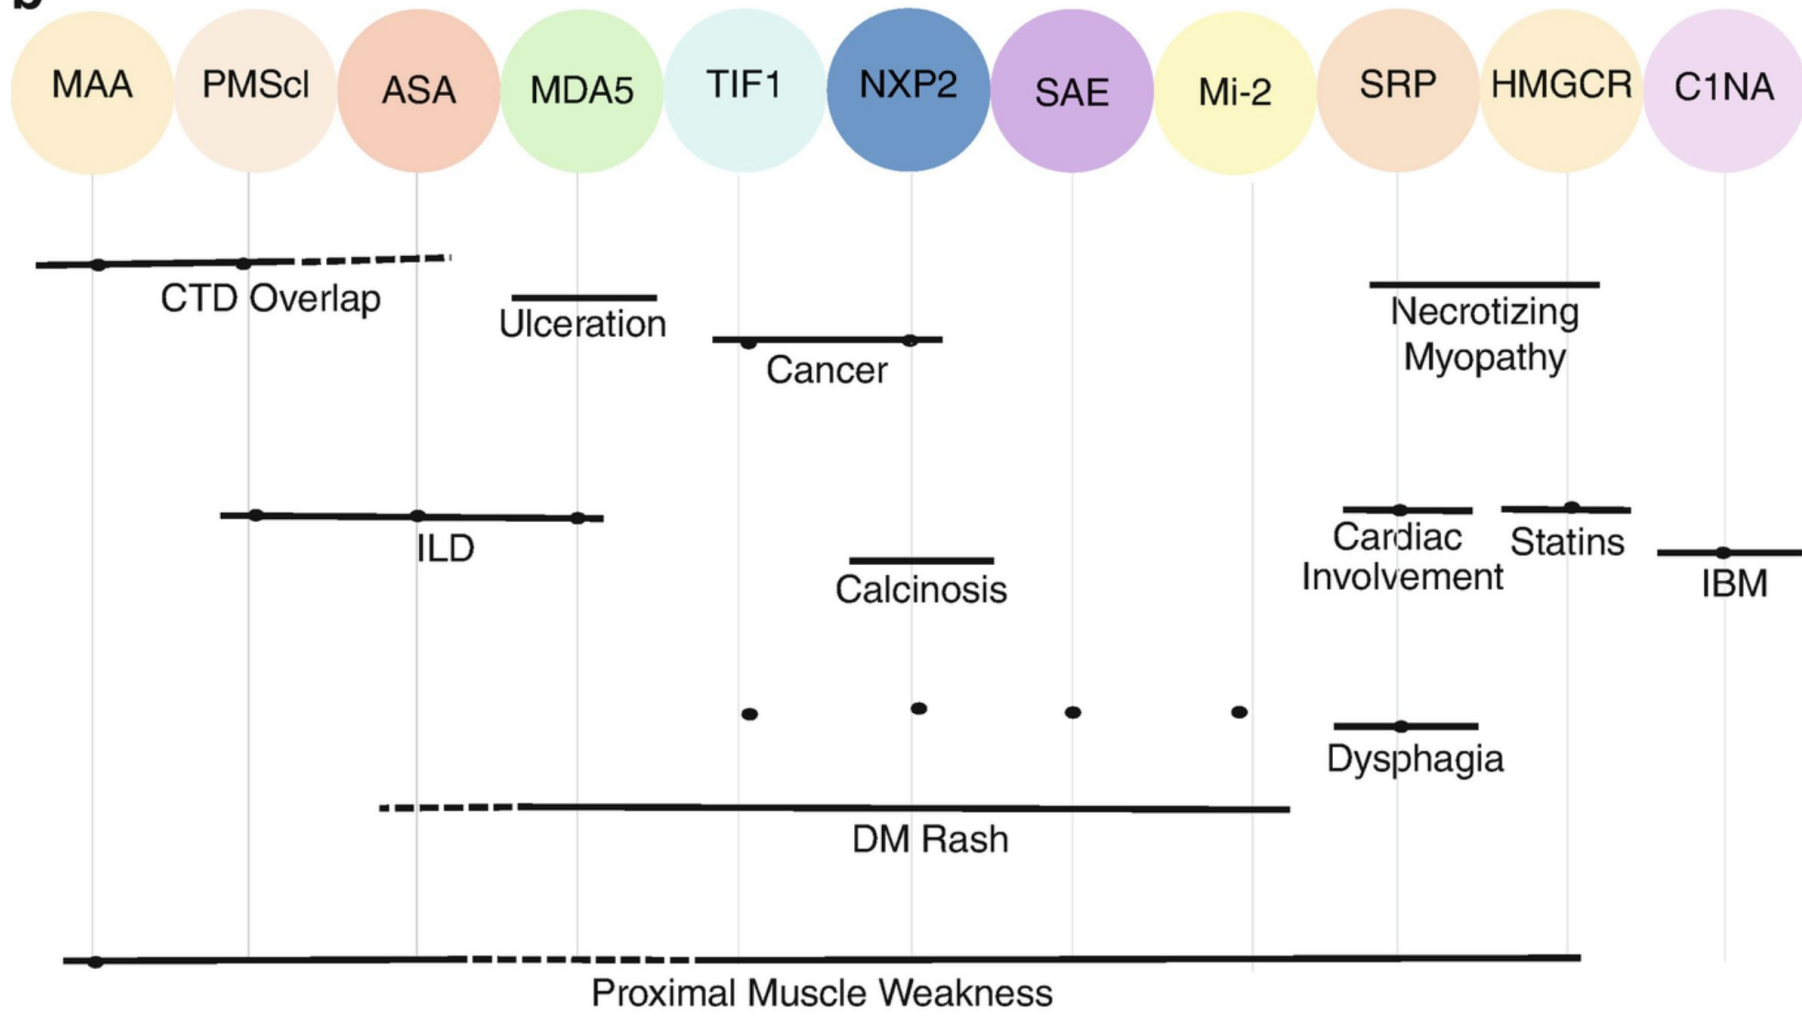 b
MAA
PMScl
ASA
MDA5
TIF1
NXP2
SAE
Mi-2
SRP
HMGCR
C1NA
CTD Overlap
Ulceration
Cancer
Necrotizing
Myopathy
ILD
Calcinosis
Cardiac
Involvement
Statins
IBM
Dysphagia
DM Rash
Proximal Muscle Weakness